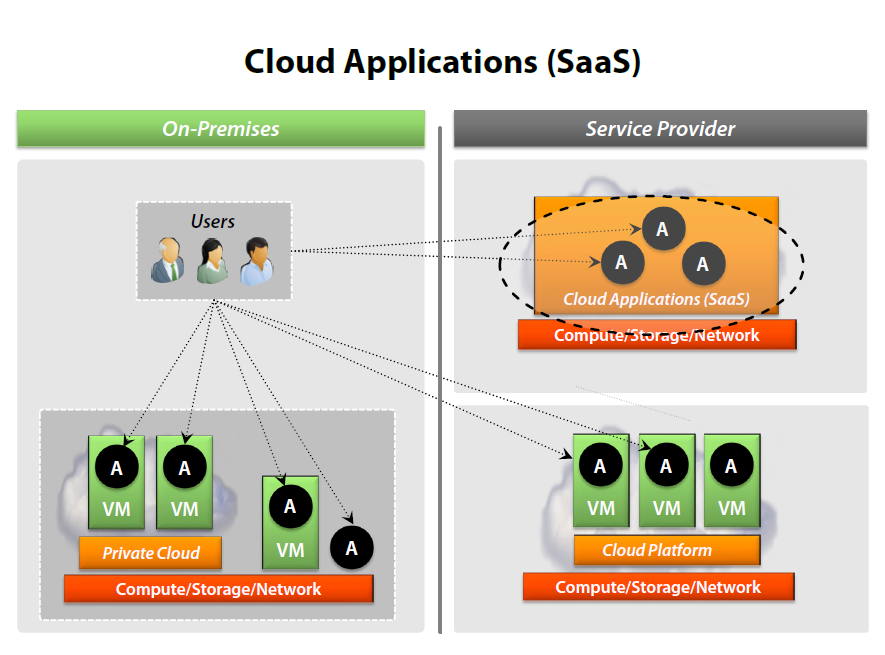 Cloud Applications (SaaS)
On-Premises
Service Provider
Users
A
A
A
Cloud Applications (SaaS)
Compute/Storage/Network
A
A
VM
VM
A
VM
A
Private Cloud
Compute/Storage/Network
A
A
A
VM
VM
VM
Cloud Platform
Compute/Storage/Network